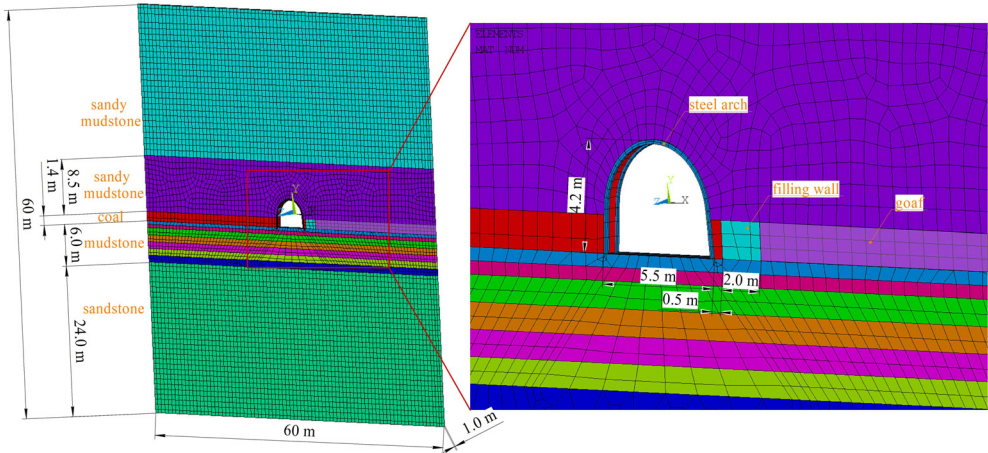 sandy
mudstone
sandy
mudstone
coal
mudstone
sandstone
60 m
1.4 m
8.5 m
6.0 m
24.0 m
60 m
1.0 m
ELEMENTS
MAT NUM
steel arch
filling wall
goaf
4.2 m
5.5 m
2.0 m
0.5 m
Y
X
Z
Y